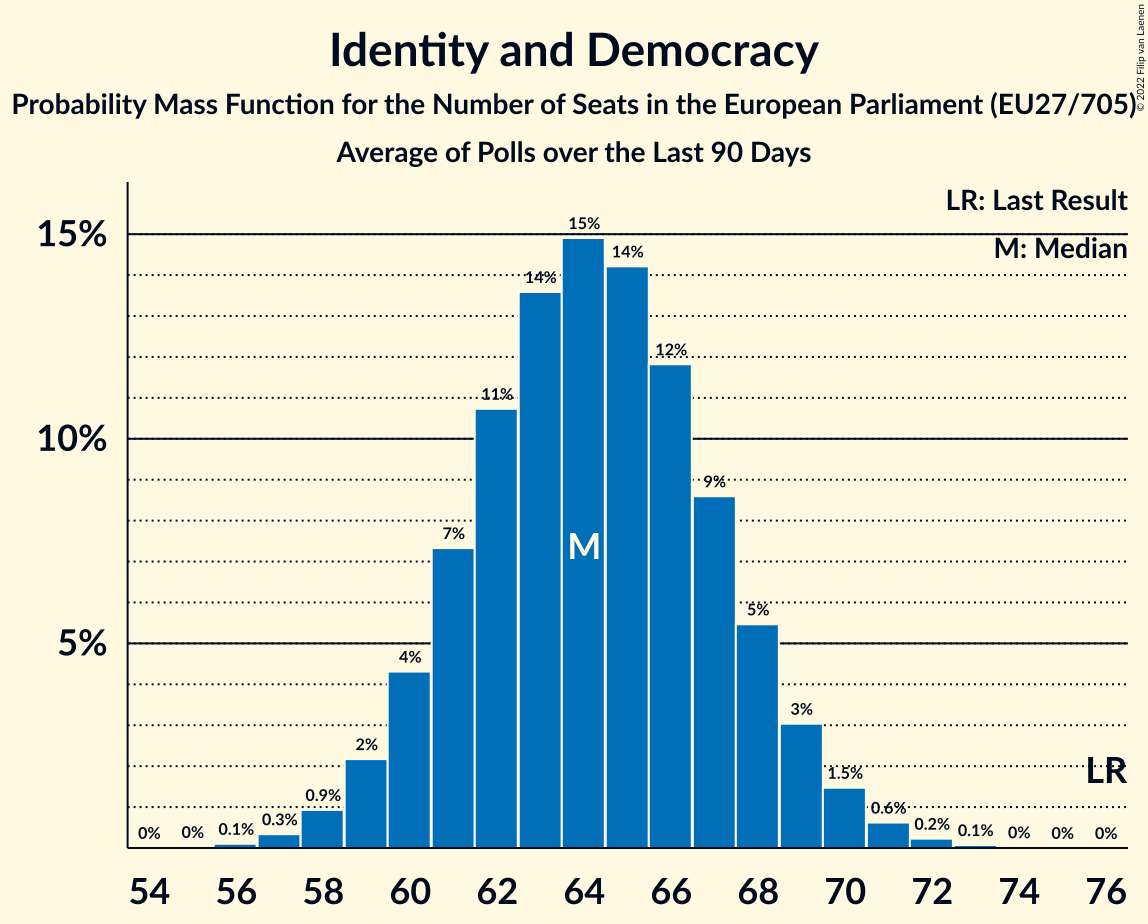 Identity and Democracy
Probability Mass Function for the Number of Seats in the European Parliament (EU27/705)
Average of Polls over the Last 90 Days
© 2022 Filip van Laenen
LR: Last Result
M: Median
15%
10%
5%
0% 0% 0.1% 0.3% 0.9% 2% 4% 7% 11% 14% 15% 14% 12% 9% 5% 3% 1.5% 0.6% 0.2% 0.1% 0% 0% 0%
M
LR
54 56 58 60 62 64 66 68 70 72 74 76